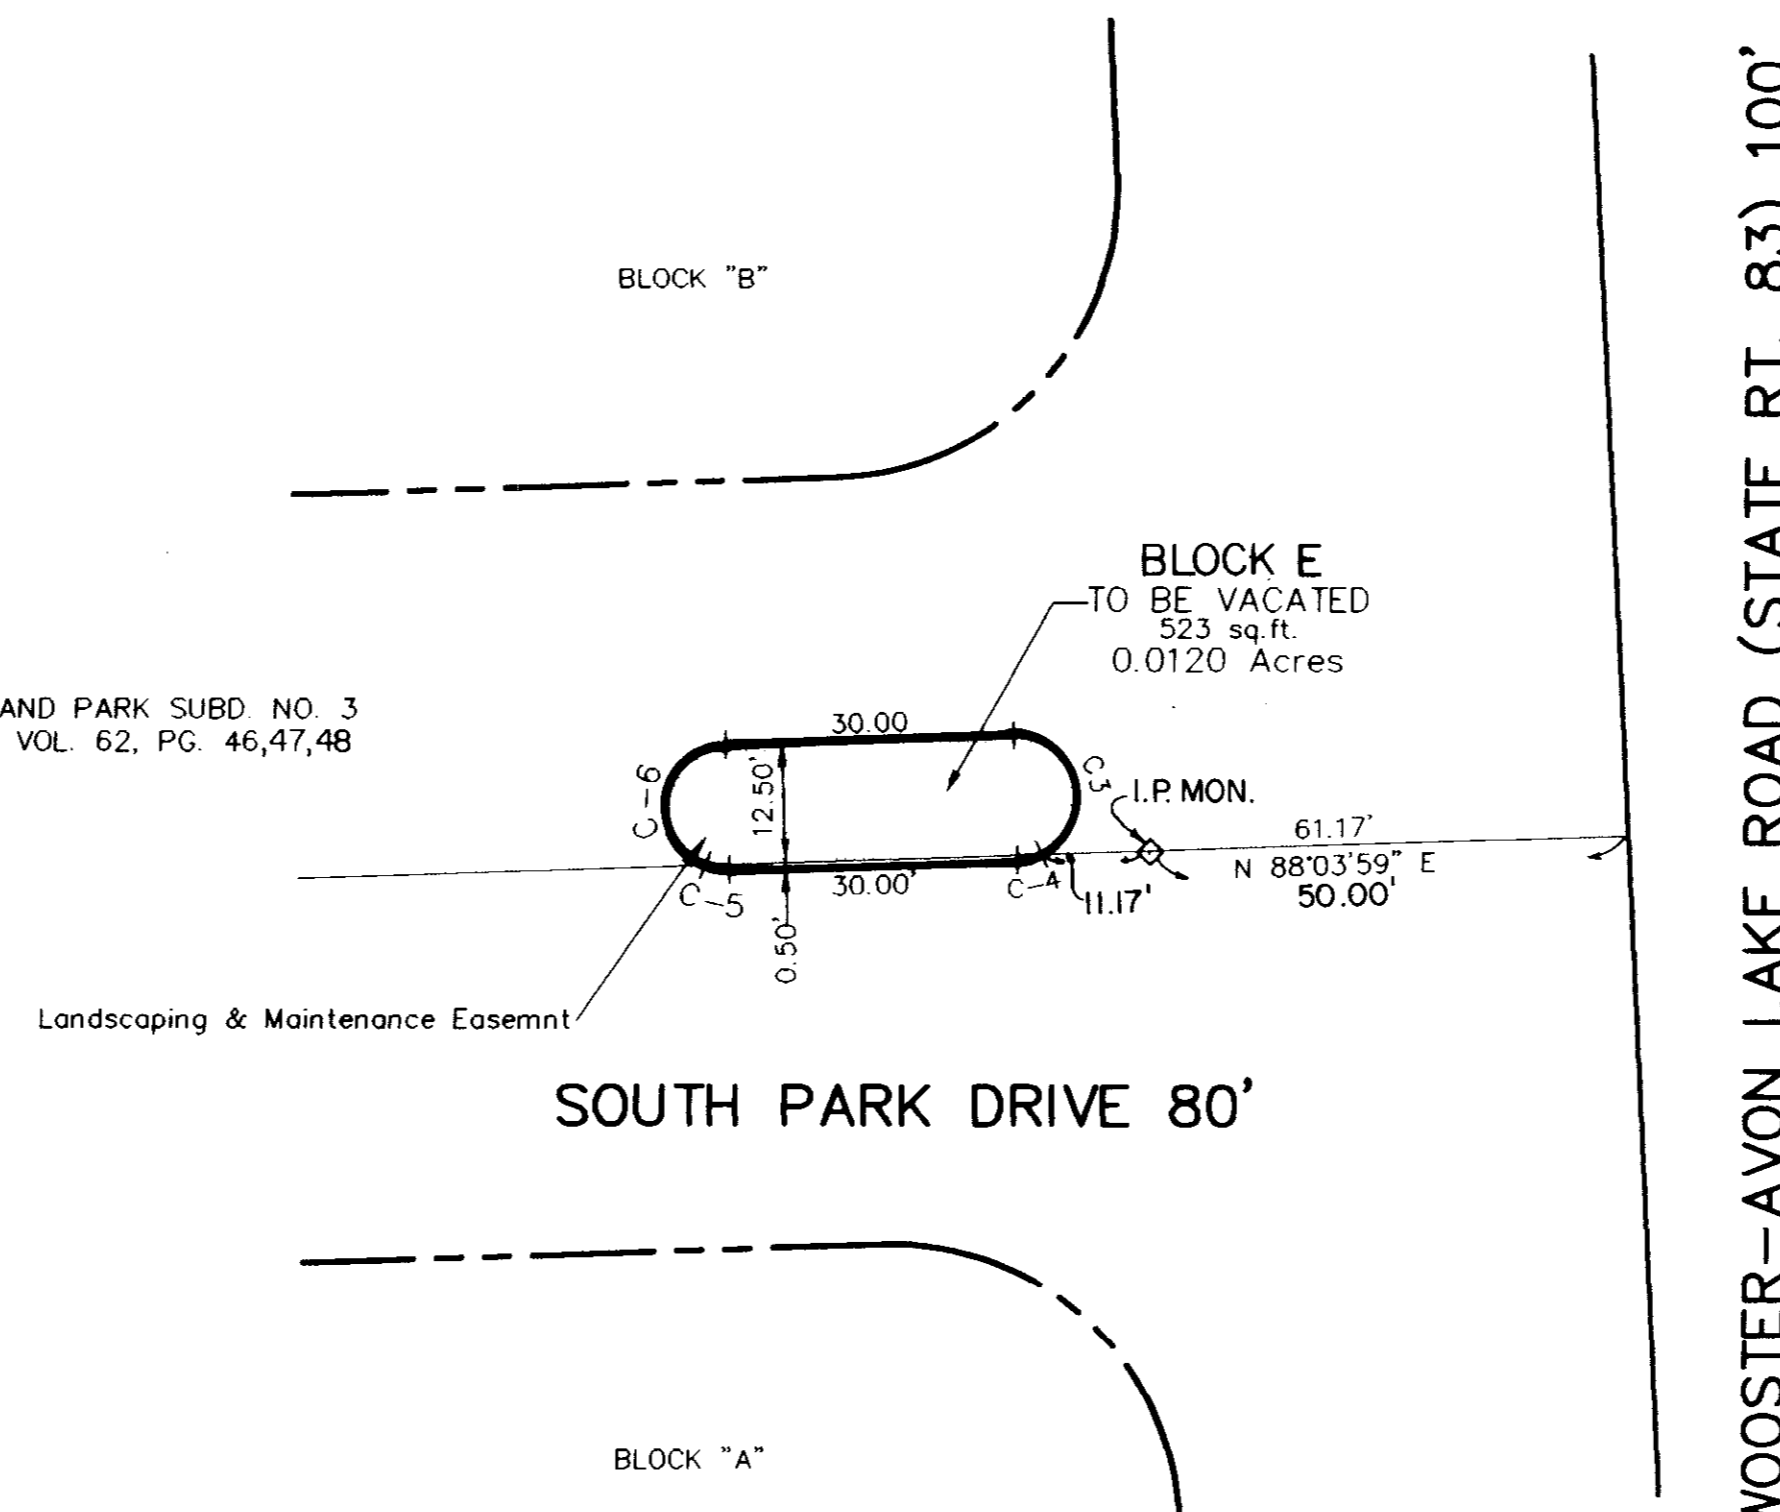 BLOCK "B"
BLOCK E
TO BE VACATED
523 sq.ft.
0.0120 Acres
AND PARK SUBD. NO. 3
VOL. 62, PG. 46,47,48
30.00
C-6
12.50'
C3
I.P. MON.
61.17'
N 88°03'59" E
50.00'
C-5
30.00'
C-4
11.17'
0.50'
Landscaping & Maintenance Easemnt
SOUTH PARK DRIVE 80'
BLOCK "A"
WOOSTER-AVON LAKE ROAD (STATE RT. 83) 100'